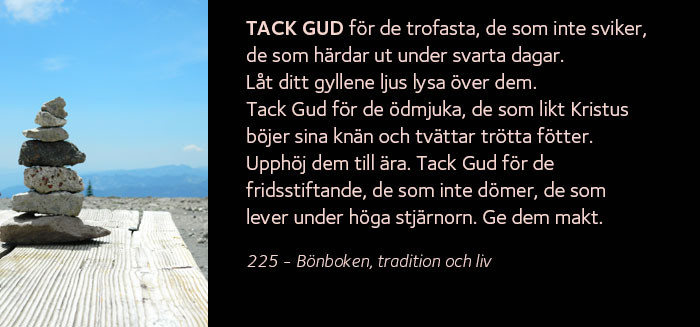 TACK GUD för de trofasta, de som inte sviker,
de som härdar ut under svarta dagar.
Låt ditt gyllene ljus lysa över dem.
Tack Gud för de ödmjuka, de som likt Kristus
böjer sina knän och tvättar trötta fötter.
Upphöj dem till ära. Tack Gud för de
fridsstiftande, de som inte dömer, de som
lever under höga stjärnorn. Ge dem makt.
225 – Bönboken, tradition och liv